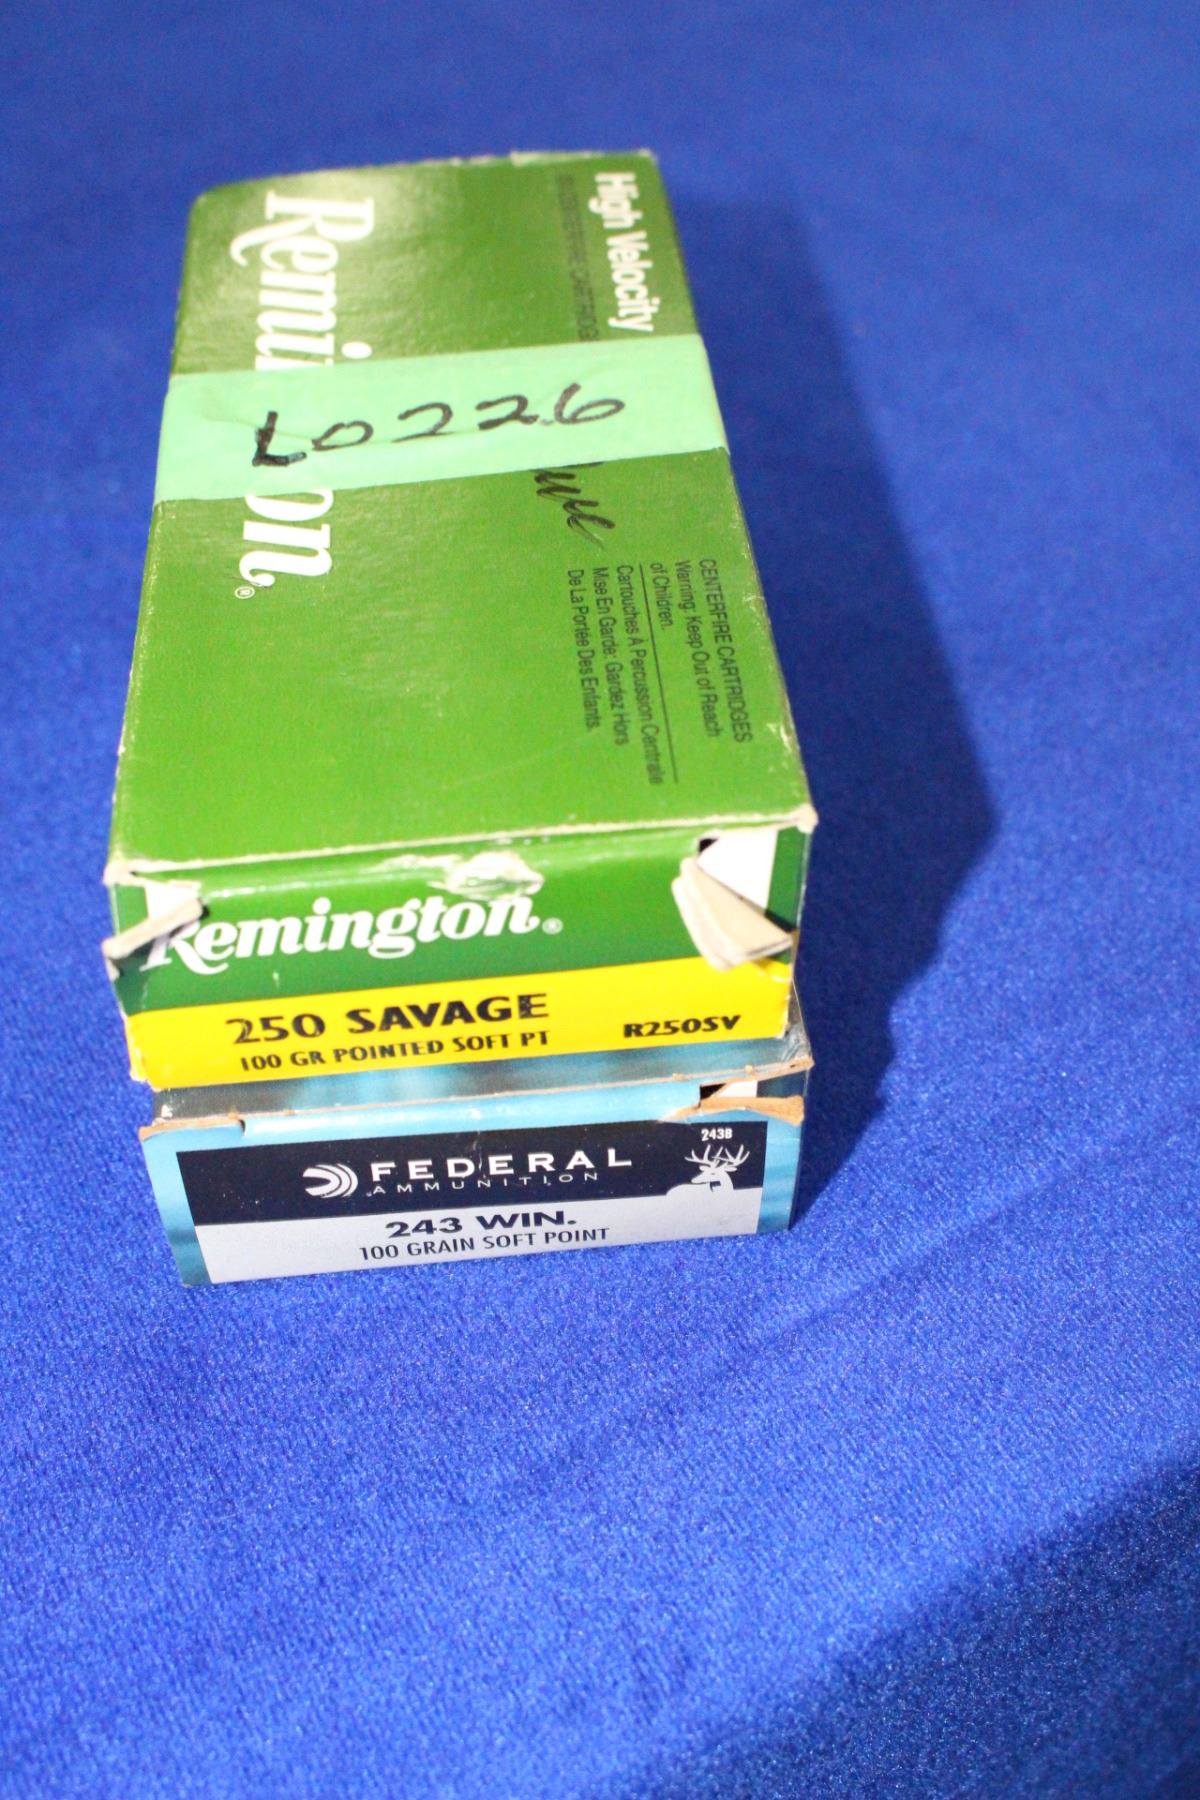 High Velocity
Remi on®
L0226
CENTERFIRE CARTRIDGES
Warning: Keep Out of Reach
of Children.
Cartouches À Percussion Centrale
Mise En Garde: Gardez Hors
De La Portée Des Enfants.
Remington®
250 SAVAGE
100 GR POINTED SOFT PT
R250SV
243B
FEDERAL
AMMUNITION
243 WIN.
100 GRAIN SOFT POINT